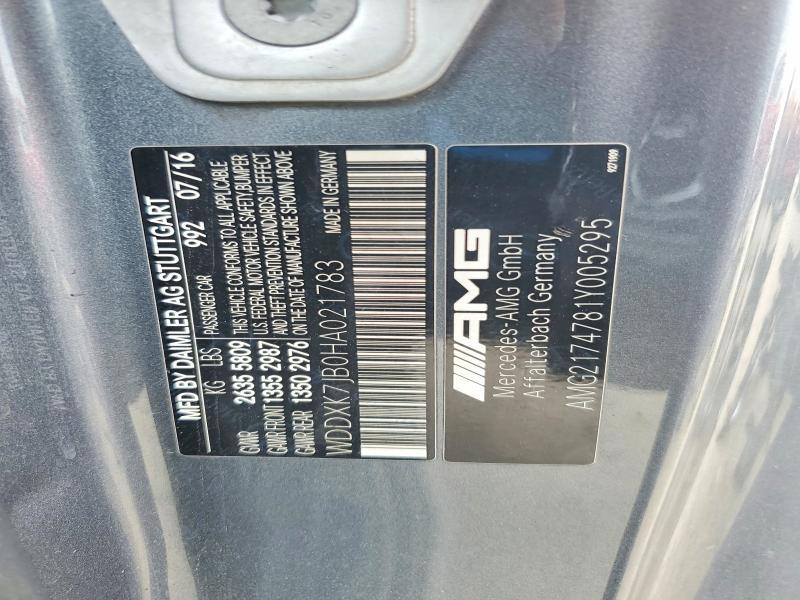 MFD BY DAIMLER AG STUTTGART
KG LBS PASSENGER CAR 992 07/16
GVWR 2635 5809 THIS VEHICLE CONFORMS TO ALL APPLICABLE
GAWR FRONT 1355 2987 U.S. FEDERAL MOTOR VEHICLE SAFETY, BUMPER
GAWR REAR 1350 2976 AND THEFT PREVENTION STANDARDS IN EFFECT
ON THE DATE OF MANUFACTURE SHOWN ABOVE
WDDXK7JB0HA021783 MADE IN GERMANY
AMG
Mercedes-AMG GmbH
Affalterbach Germany
AMG2174781Y005295